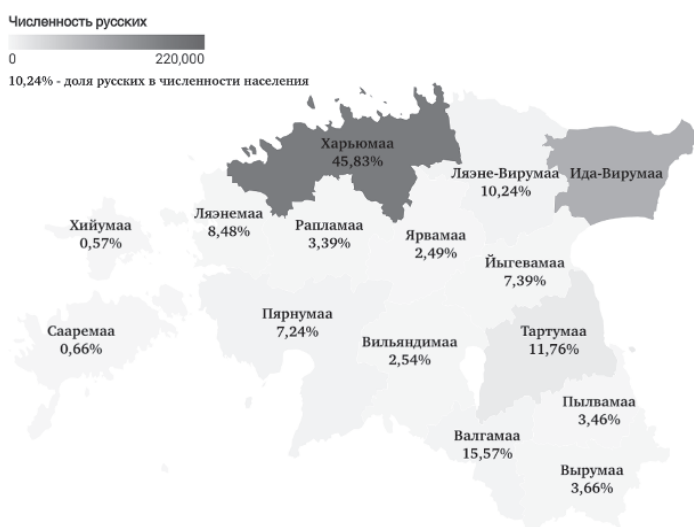 Численность русских
0 220,000
10,24% - доля русских в численности населения
Харьюмаа
45,83%
Ляэне-Вирумаа
10,24%
Ида-Вирумаа
Ляэнемаа
8,48%
Рапламаа
3,39%
Хийумаа
0,57%
Ярвамаа
2,49%
Йыгевамаа
7,39%
Пярнумаа
7,24%
Сааремаа
0,66%
Вильяндимаа
2,54%
Тартумаа
11,76%
Пылвамаа
3,46%
Валгамаа
15,57%
Вырумаа
3,66%